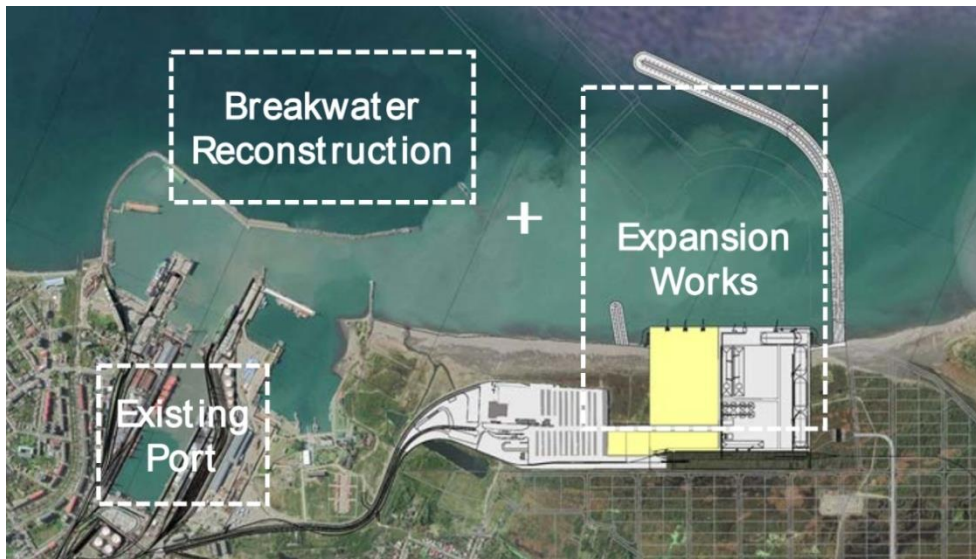 Breakwater
Reconstruction
+
Expansion
Works
Existing
Port